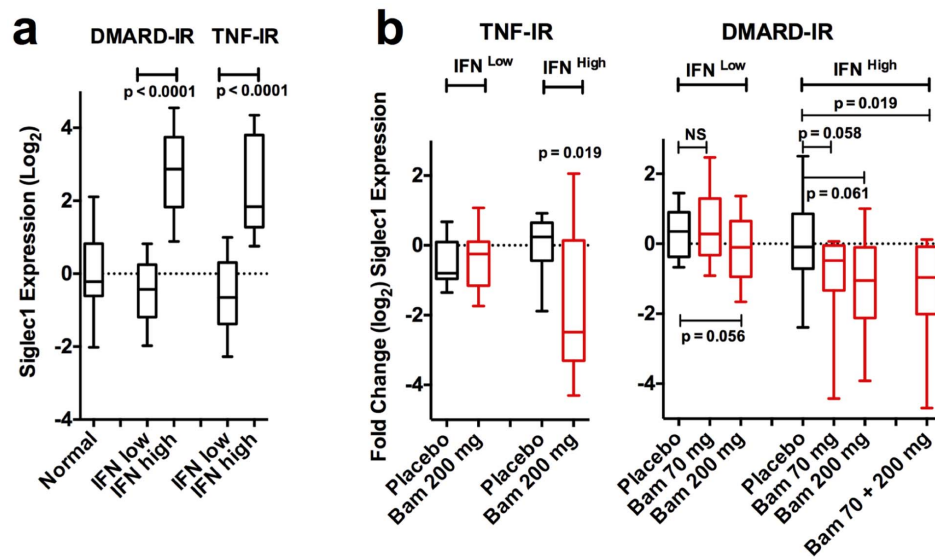 a
DMARD-IR TNF-IR
p < 0.0001 p < 0.0001
Siglec1 Expression (Log2)
4
2
0
-2
-4
Normal
IFN low
IFN high
IFN low
IFN high
b
TNF-IR
IFN Low
IFN High
p = 0.019
Fold Change (log2) Siglec1 Expression
2
0
-2
-4
Placebo
Bam 200 mg
Placebo
Bam 200 mg
DMARD-IR
IFN Low
IFN High
p = 0.019
NS
p = 0.058
p = 0.061
p = 0.056
2
0
-2
-4
Placebo
Bam 70 mg
Bam 200 mg
Placebo
Bam 70 mg
Bam 200 mg
Bam 70 + 200 mg